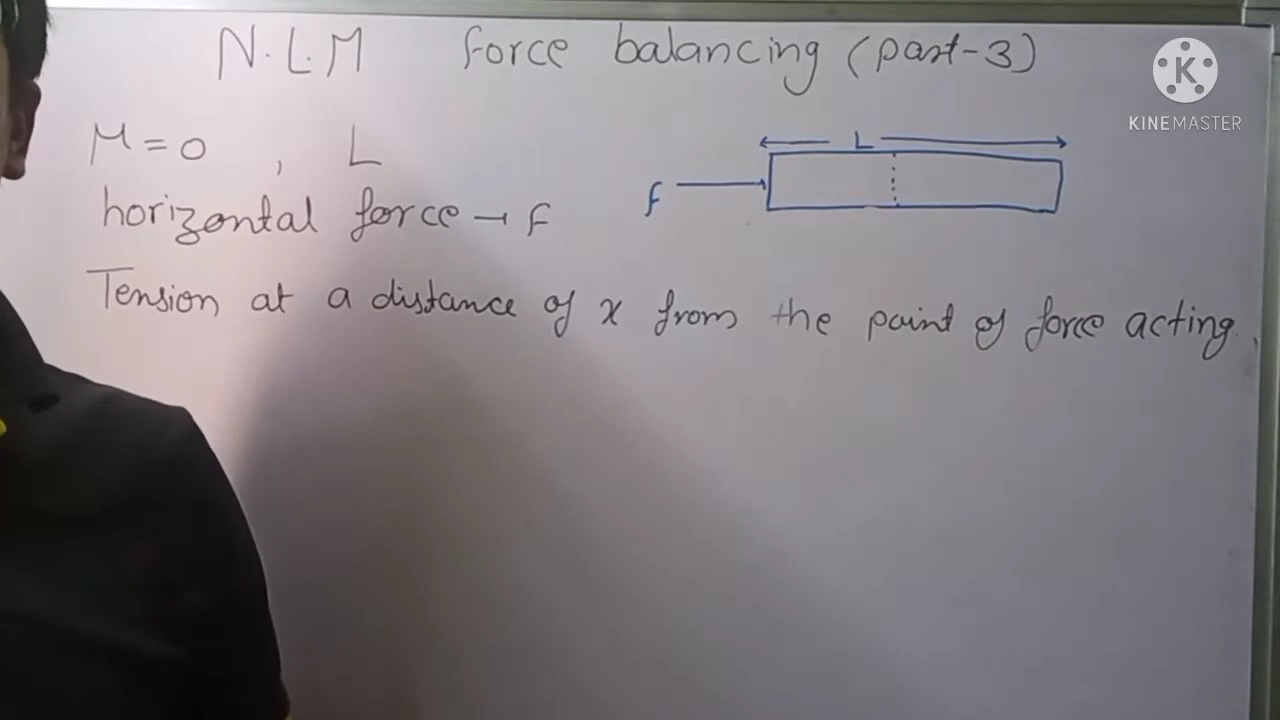 N.L.M force balancing (part-3)
μ=0 , L
horizontal force → F
Tension at a distance of x from the point of force acting.
L
F
K
KINEMASTER